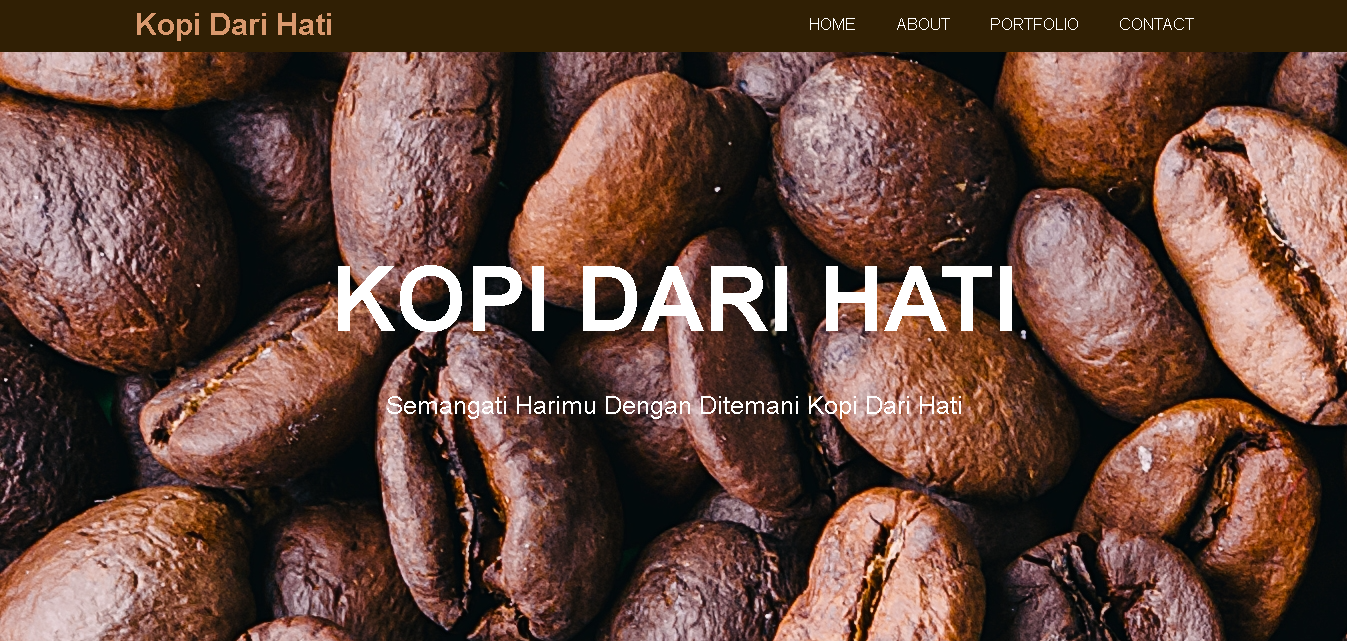 Kopi Dari Hati
HOME ABOUT PORTFOLIO CONTACT
KOPI DARI HATI
Semangati Harimu Dengan Ditemani Kopi Dari Hati